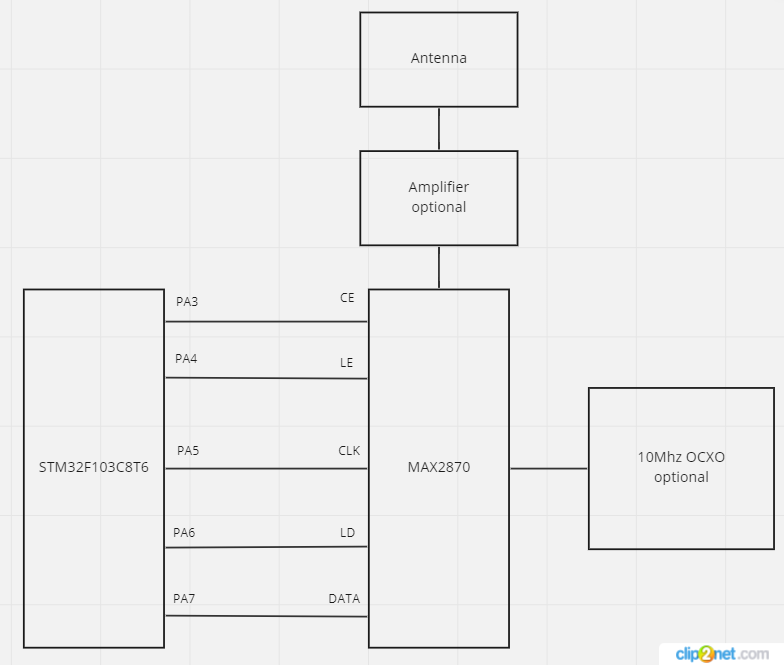 Antenna
Amplifier
optional
PA3
CE
PA4
LE
PA5
CLK
STM32F103C8T6
MAX2870
10Mhz OCXO
optional
PA6
LD
PA7
DATA
clip2net.com